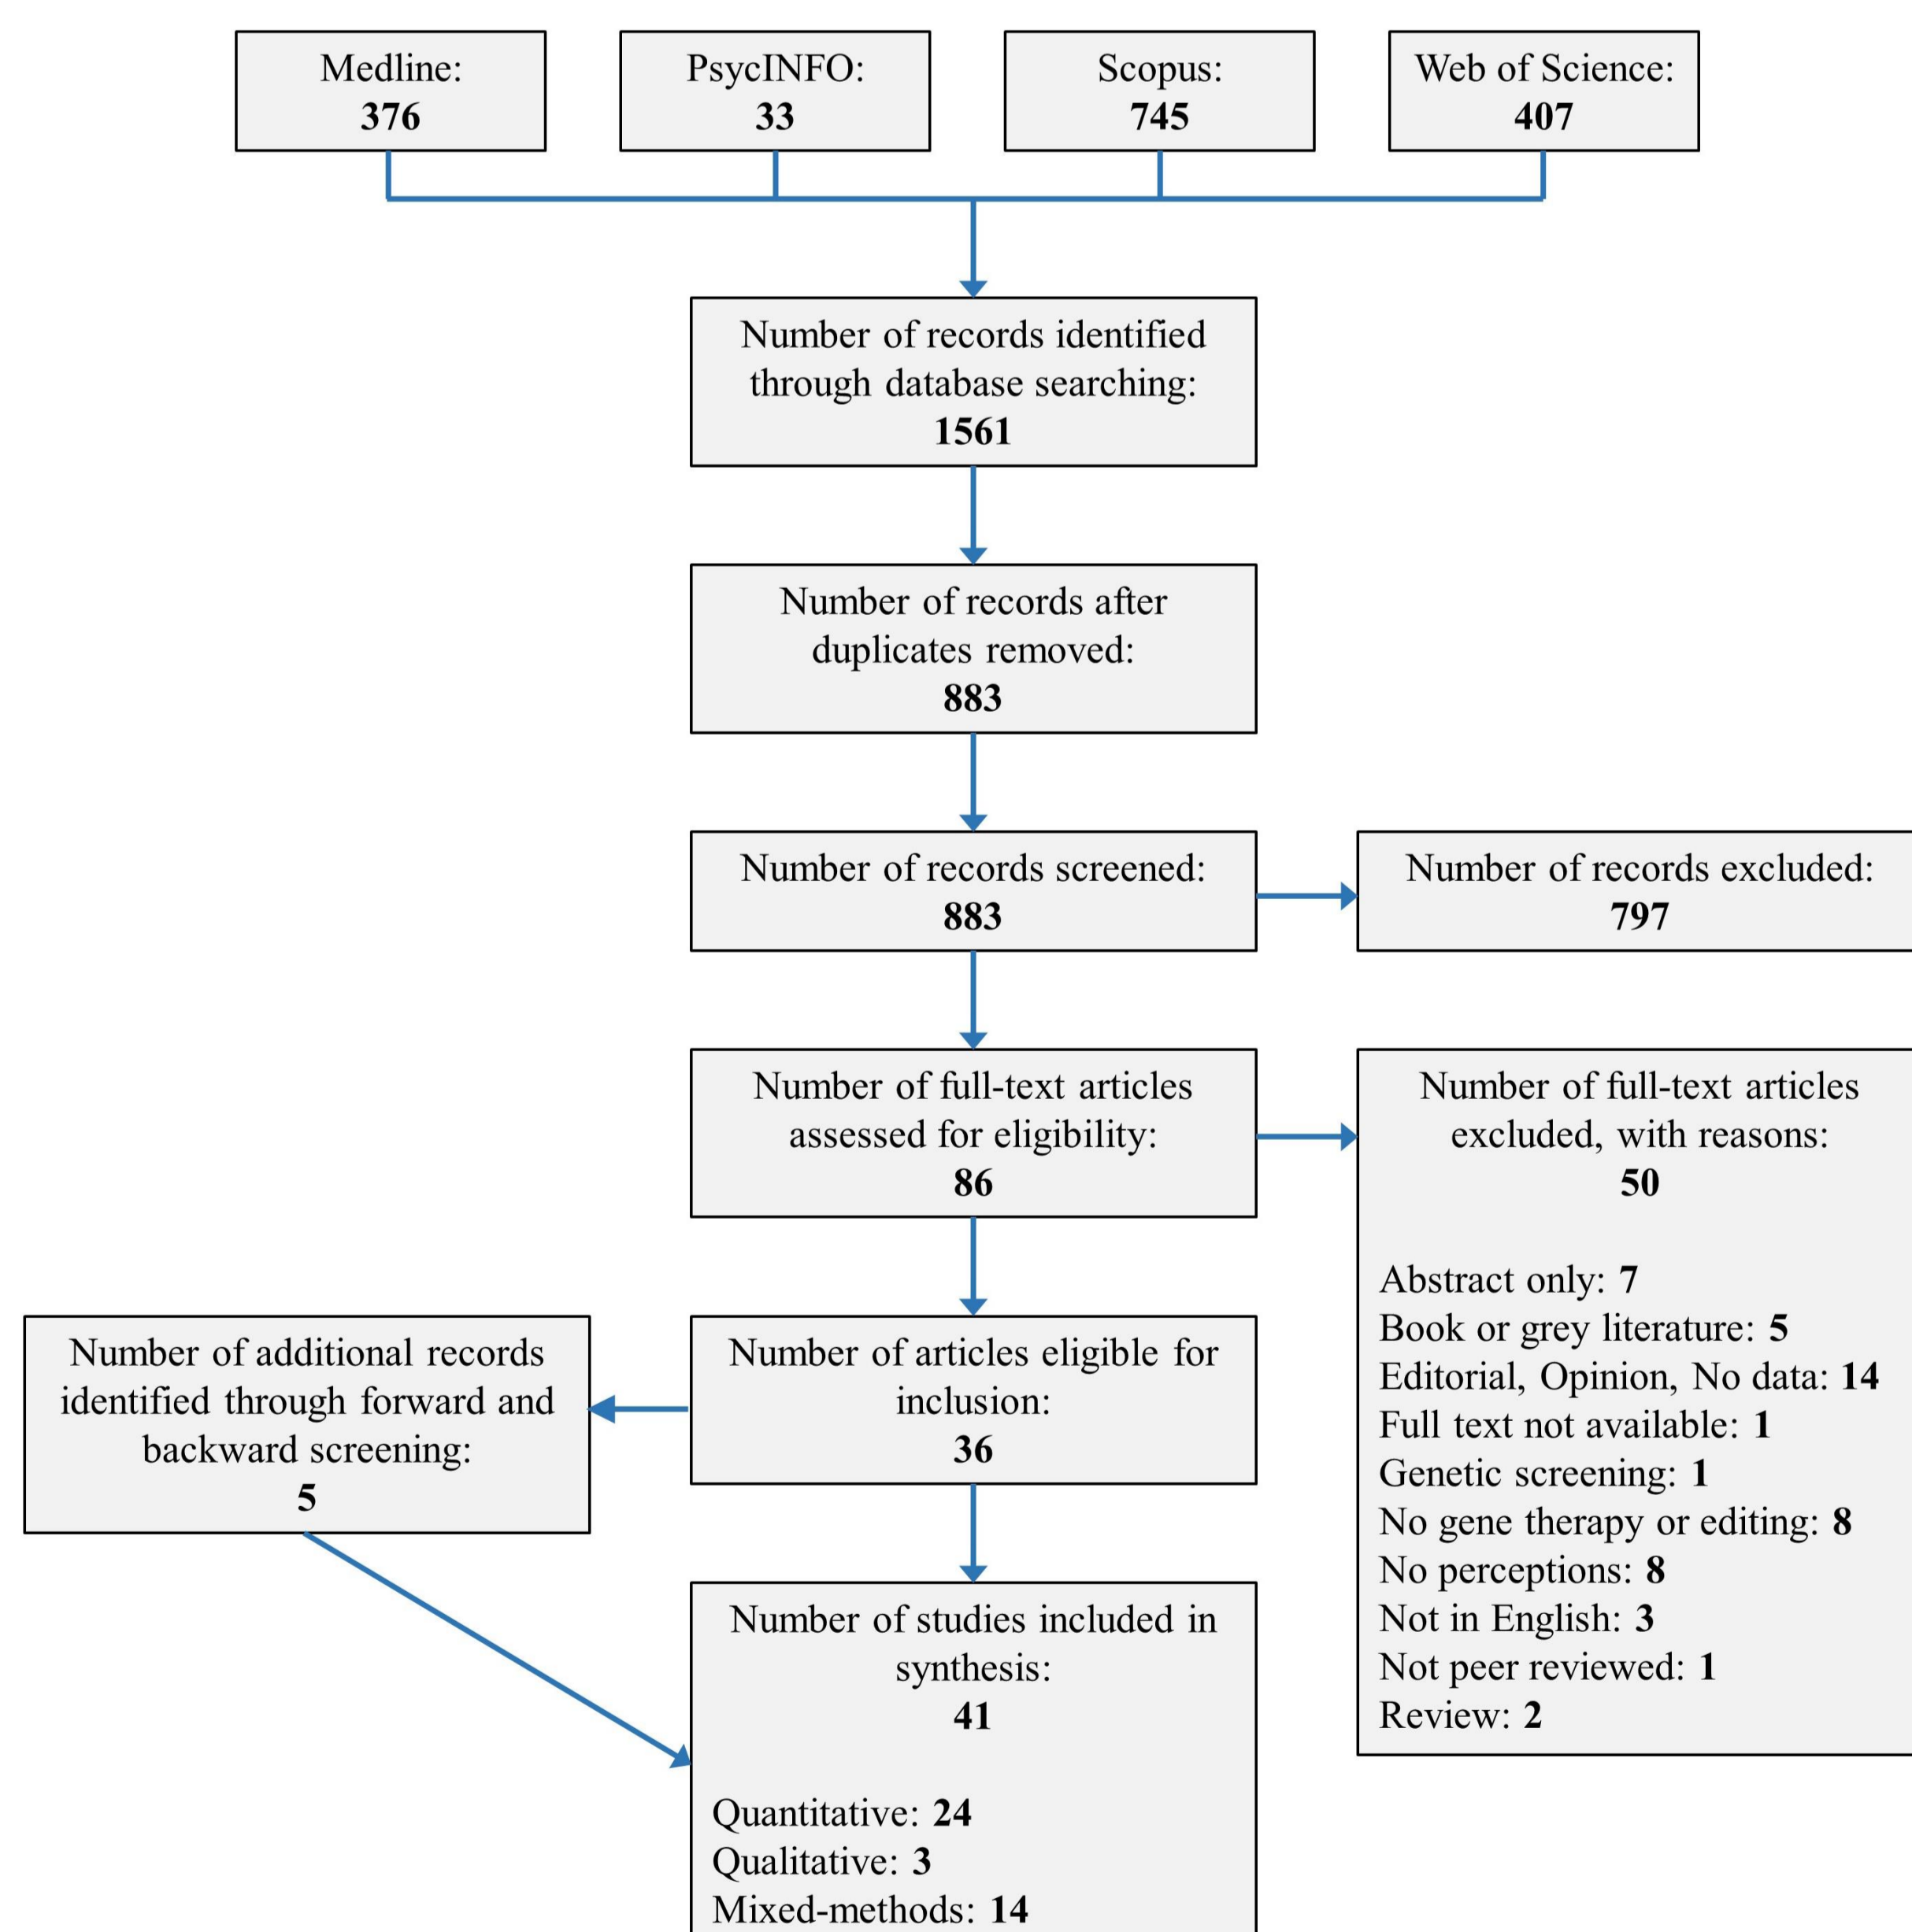 Medline:
376
PsycINFO:
33
Scopus:
745
Web of Science:
407
Number of records identified
through database searching:
1561
Number of records after
duplicates removed:
883
Number of records screened:
883
Number of records excluded:
797
Number of full-text articles
assessed for eligibility:
86
Number of full-text articles
excluded, with reasons:
50
Abstract only: 7
Book or grey literature: 5
Editorial, Opinion, No data: 14
Full text not available: 1
Genetic screening: 1
No gene therapy or editing: 8
No perceptions: 8
Not in English: 3
Not peer reviewed: 1
Review: 2
Number of additional records
identified through forward and
backward screening:
5
Number of articles eligible for
inclusion:
36
Number of studies included in
synthesis:
41
Quantitative: 24
Qualitative: 3
Mixed-methods: 14